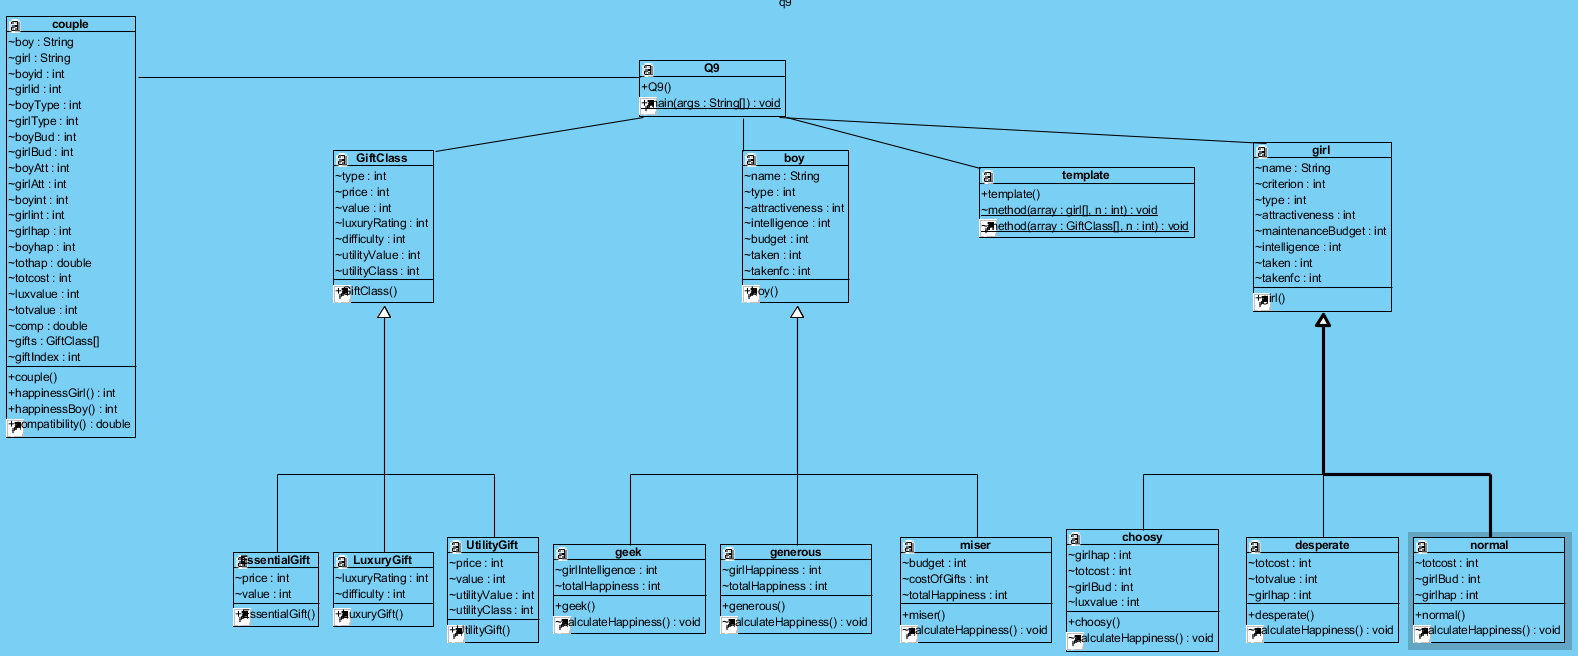 q9
couple
~boy : String
~girl : String
~boyid : int
~girlid : int
~boyType : int
~girlType : int
~boyBud : int
~girlBud : int
~boyAtt : int
~girlAtt : int
~boyint : int
~girlint : int
~girlhap : int
~boyhap : int
~tothap : double
~totcost : int
~luxvalue : int
~totvalue : int
~comp : double
~gifts : GiftClass[]
~giftIndex : int
+couple()
+happinessGirl() : int
+happinessBoy() : int
+compatibility() : double
Q9
+Q9()
+main(args : String[]) : void
GiftClass
~type : int
~price : int
~value : int
~luxuryRating : int
~difficulty : int
~utilityValue : int
~utilityClass : int
+GiftClass()
boy
~name : String
~type : int
~attractiveness : int
~intelligence : int
~budget : int
~taken : int
~takenfc : int
+boy()
template
+template()
~method(array : girl[], n : int) : void
~method(array : GiftClass[], n : int) : void
girl
~name : String
~criterion : int
~type : int
~attractiveness : int
~maintenanceBudget : int
~intelligence : int
~taken : int
~takenfc : int
+girl()
EssentialGift
~price : int
~value : int
+EssentialGift()
LuxuryGift
~luxuryRating : int
~difficulty : int
+LuxuryGift()
UtilityGift
~price : int
~value : int
~utilityValue : int
~utilityClass : int
+UtilityGift()
geek
~girlIntelligence : int
~totalHappiness : int
+geek()
~calculateHappiness() : void
generous
~girlHappiness : int
~totalHappiness : int
+generous()
~calculateHappiness() : void
miser
~budget : int
~costOfGifts : int
~totalHappiness : int
+miser()
~calculateHappiness() : void
choosy
~girlhap : int
~totcost : int
~girlBud : int
~luxvalue : int
+choosy()
~calculateHappiness() : void
desperate
~totcost : int
~totvalue : int
~girlhap : int
+desperate()
~calculateHappiness() : void
normal
~totcost : int
~girlBud : int
~girlhap : int
+normal()
~calculateHappiness() : void